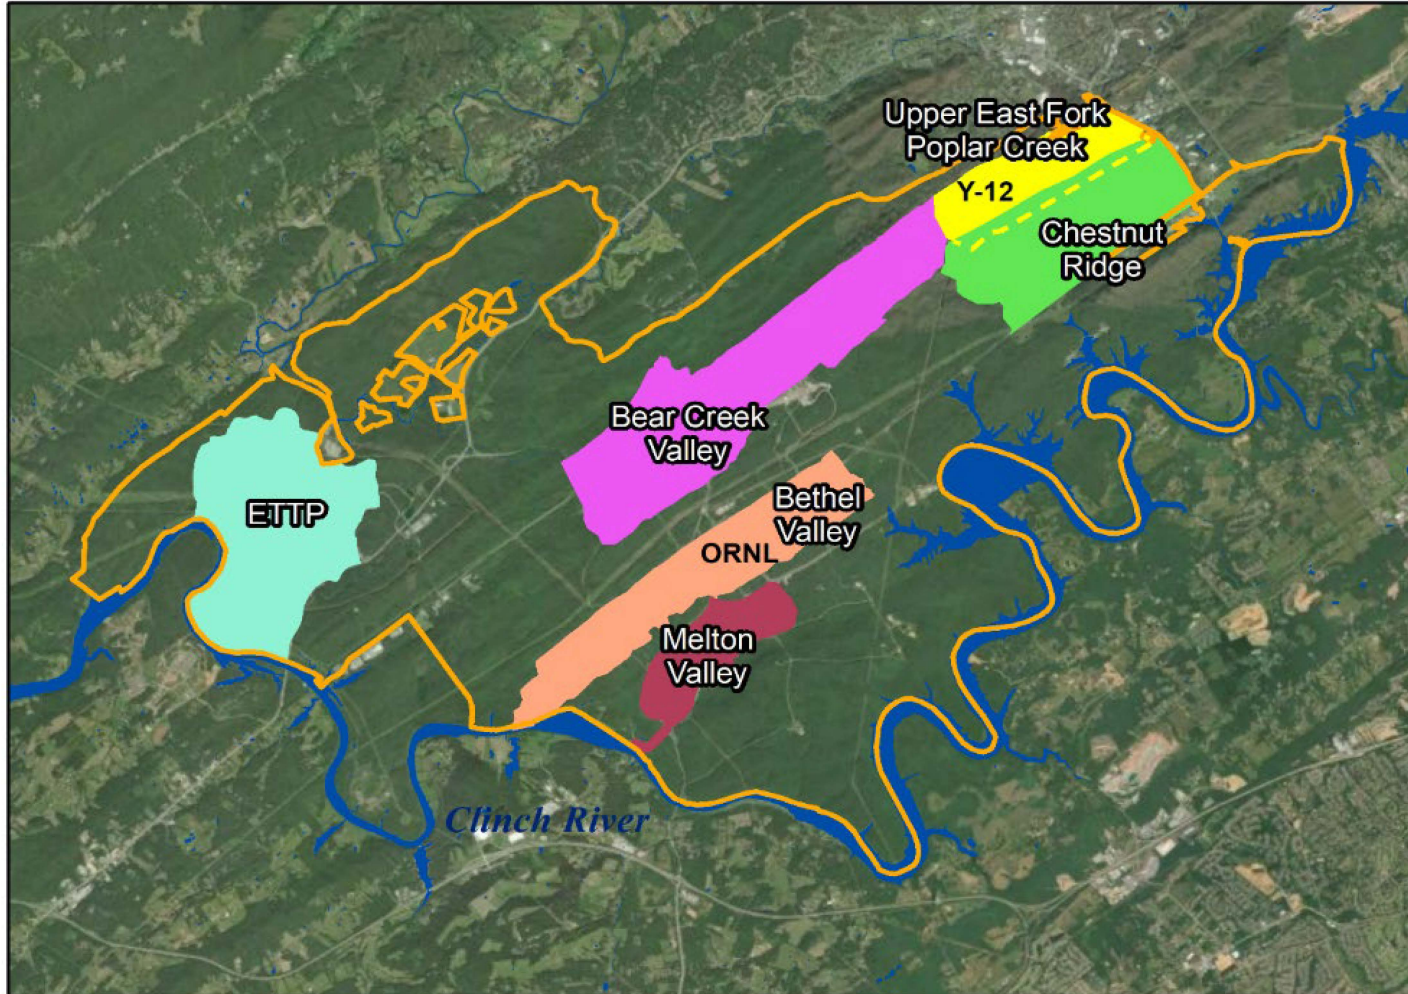 Upper East Fork
Poplar Creek
Y-12
Chestnut
Ridge
Bear Creek
Valley
Bethel
Valley
ETTP
ORNL
Melton
Valley
Clinch River